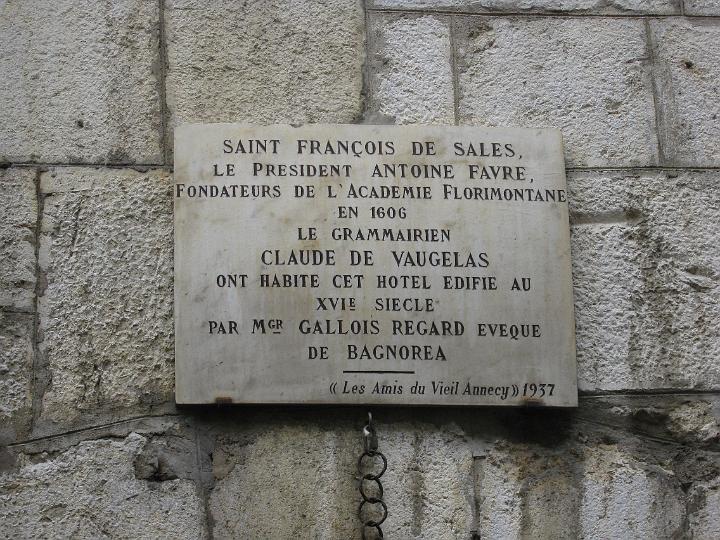 SAINT FRANÇOIS DE SALES,
LE PRESIDENT ANTOINE FAVRE,
FONDATEURS DE L'ACADEMIE FLORIMONTANE
EN 1606
LE GRAMMAIRIEN
CLAUDE DE VAUGELAS
ONT HABITE CET HOTEL EDIFIE AU
XVIE SIECLE
PAR MGR GALLOIS REGARD EVEQUE
DE BAGNOREA
«Les Amis du Vieil Annecy» 1937